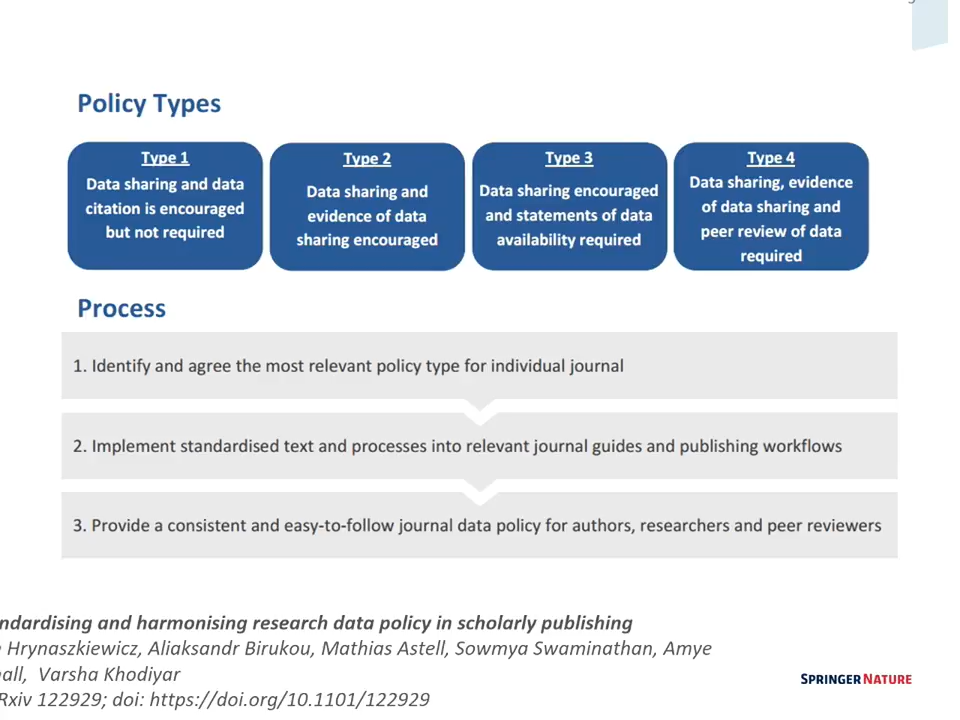 Policy Types
Type 1
Data sharing and data
citation is encouraged
but not required
Type 2
Data sharing and
evidence of data
sharing encouraged
Type 3
Data sharing encouraged
and statements of data
availability required
Type 4
Data sharing, evidence
of data sharing and
peer review of data
required
Process
1. Identify and agree the most relevant policy type for individual journal
2. Implement standardised text and processes into relevant journal guides and publishing workflows
3. Provide a consistent and easy-to-follow journal data policy for authors, researchers and peer reviewers
ndardising and harmonising research data policy in scholarly publishing
Hrynaszkiewicz, Aliaksandr Birukou, Mathias Astell, Sowmya Swaminathan, Amye
all, Varsha Khodiyar
Rxiv 122929; doi: https://doi.org/10.1101/122929
SPRINGER NATURE